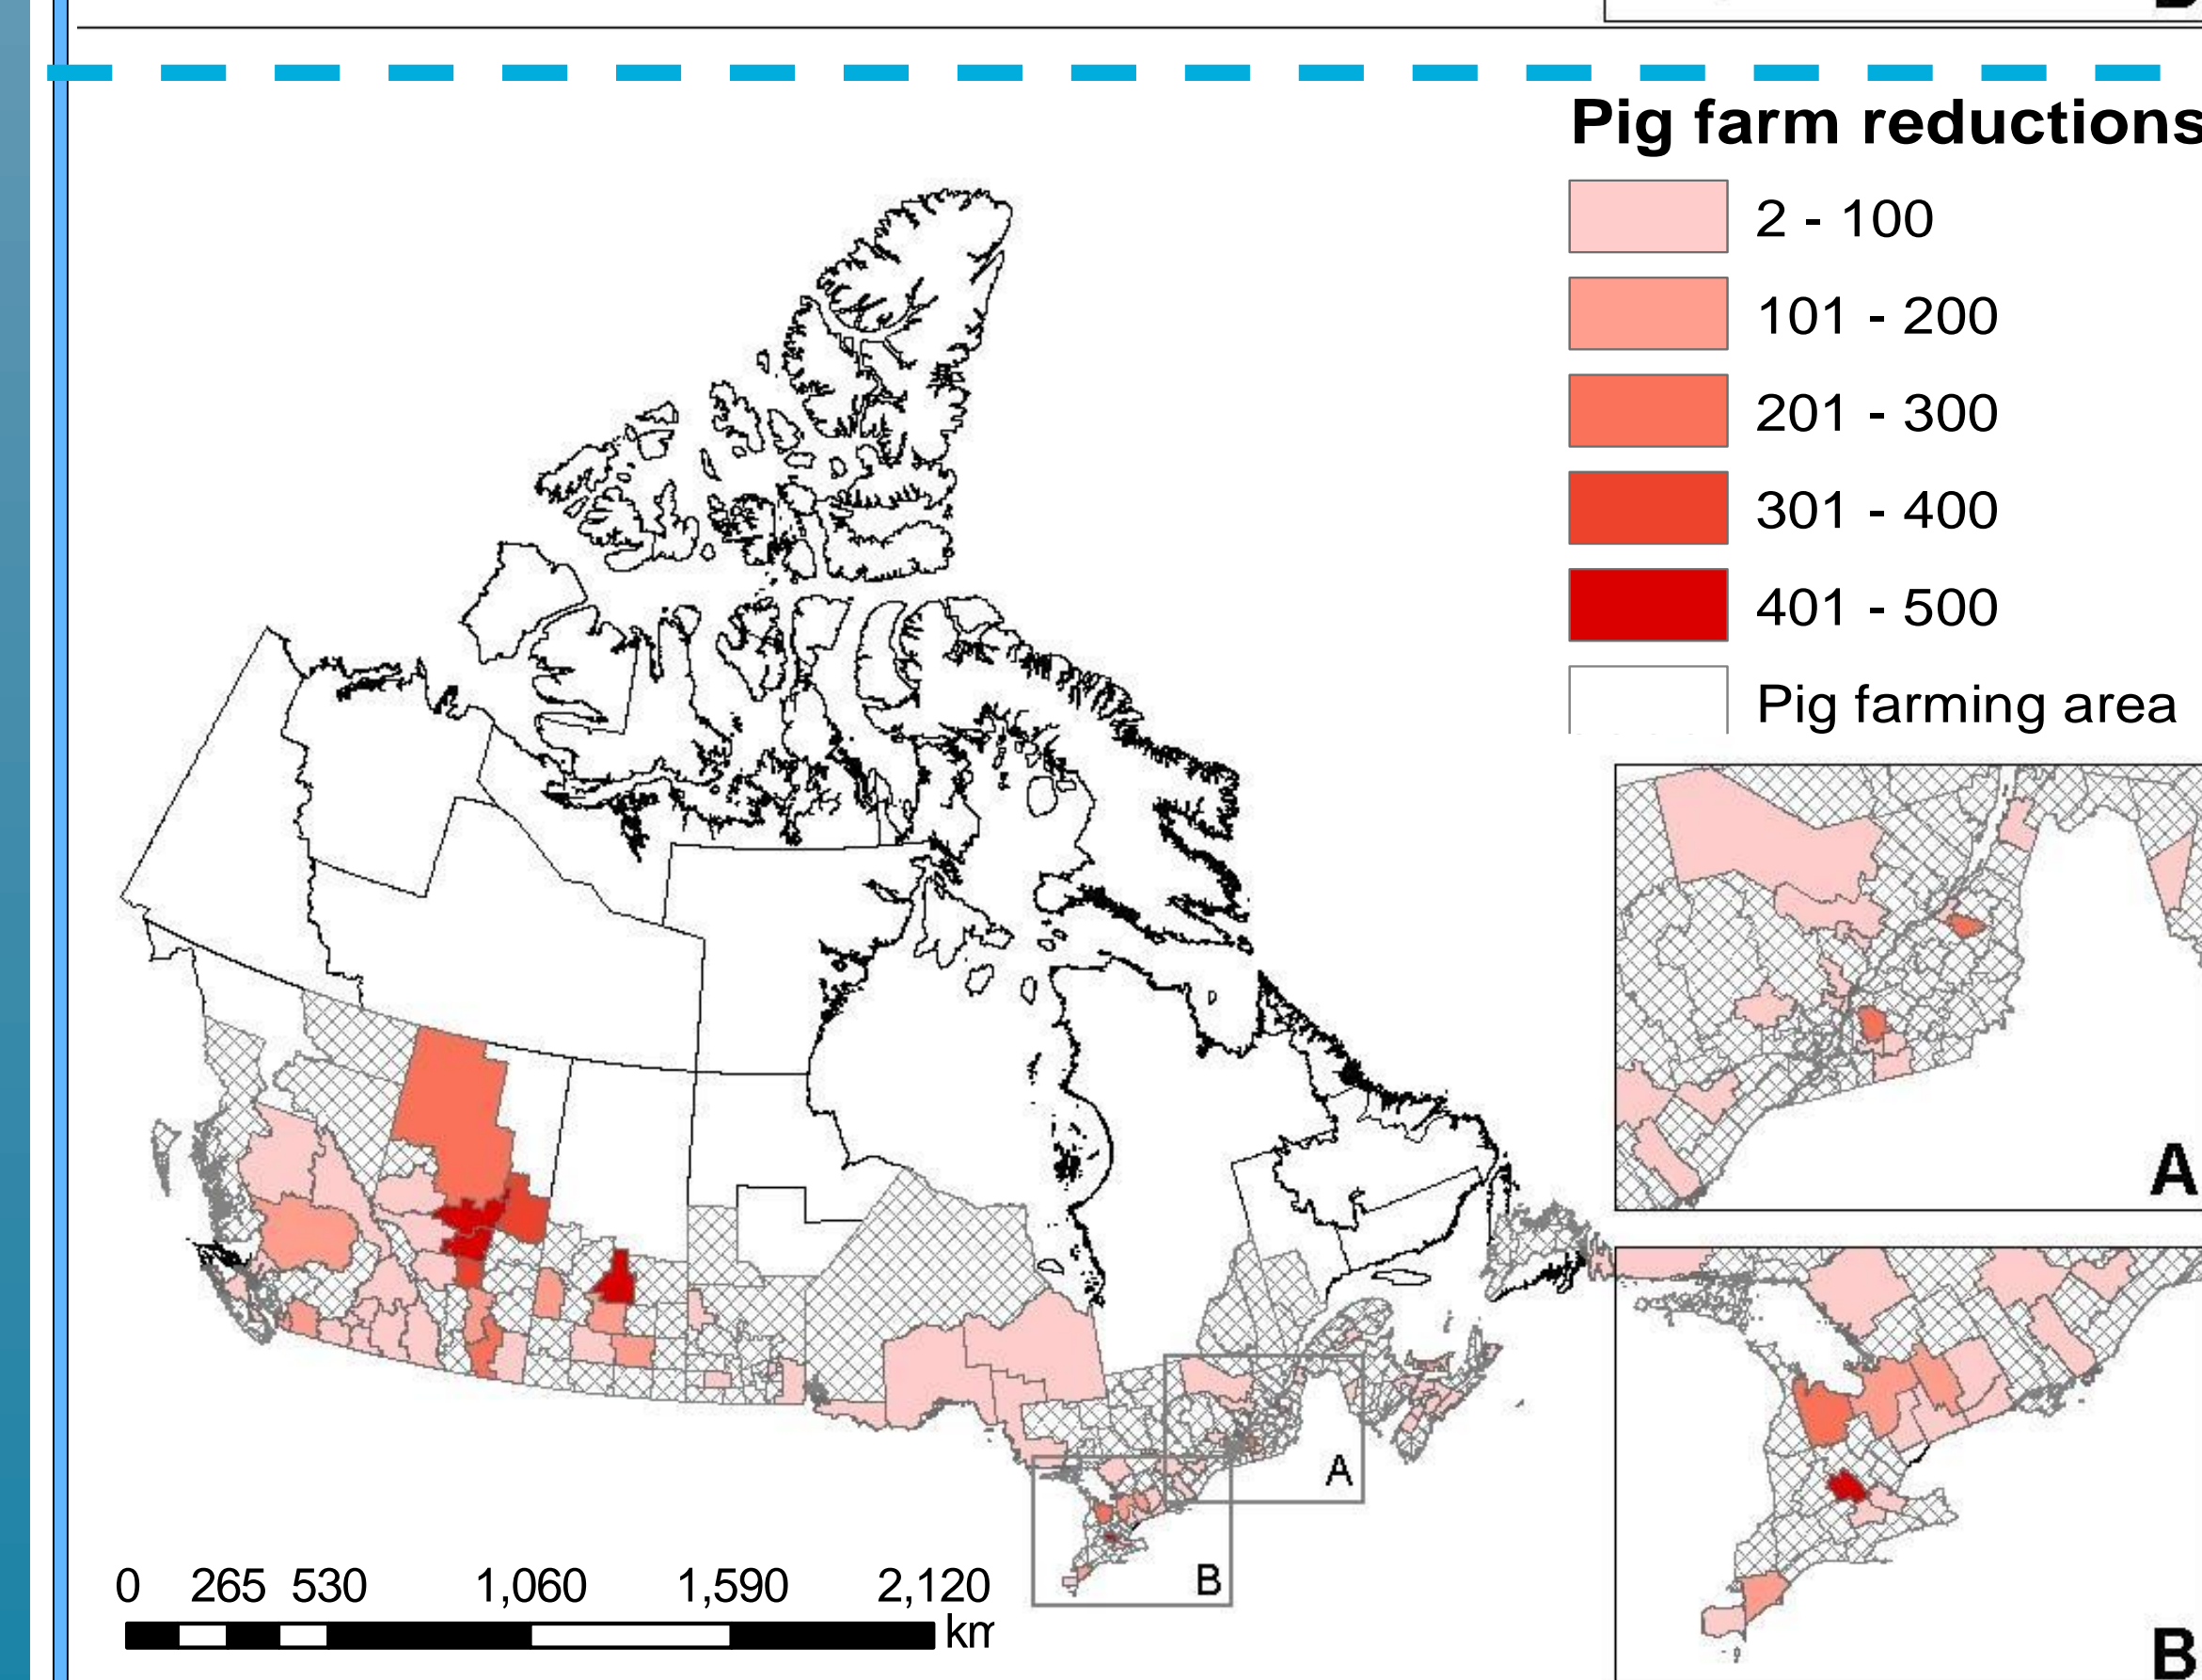 Pig farm reductions
2 - 100
101 - 200
201 - 300
301 - 400
401 - 500
Pig farming area
A
B
A
B
0 265 530 1,060 1,590 2,120
km